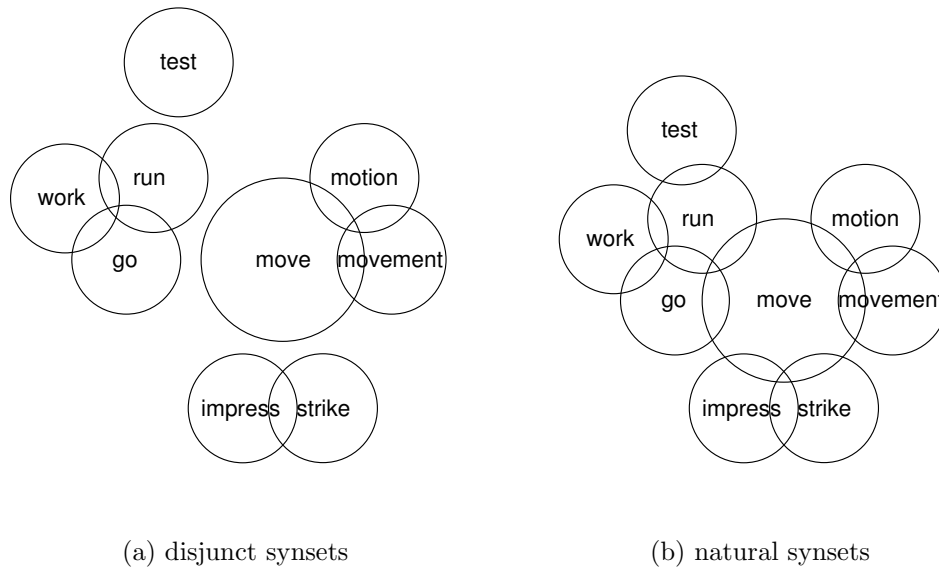 test
run
work
motion
go
move
movement
impress
strike
(a) disjunct synsets
test
run
motion
work
go
move
movement
impress
strike
(b) natural synsets